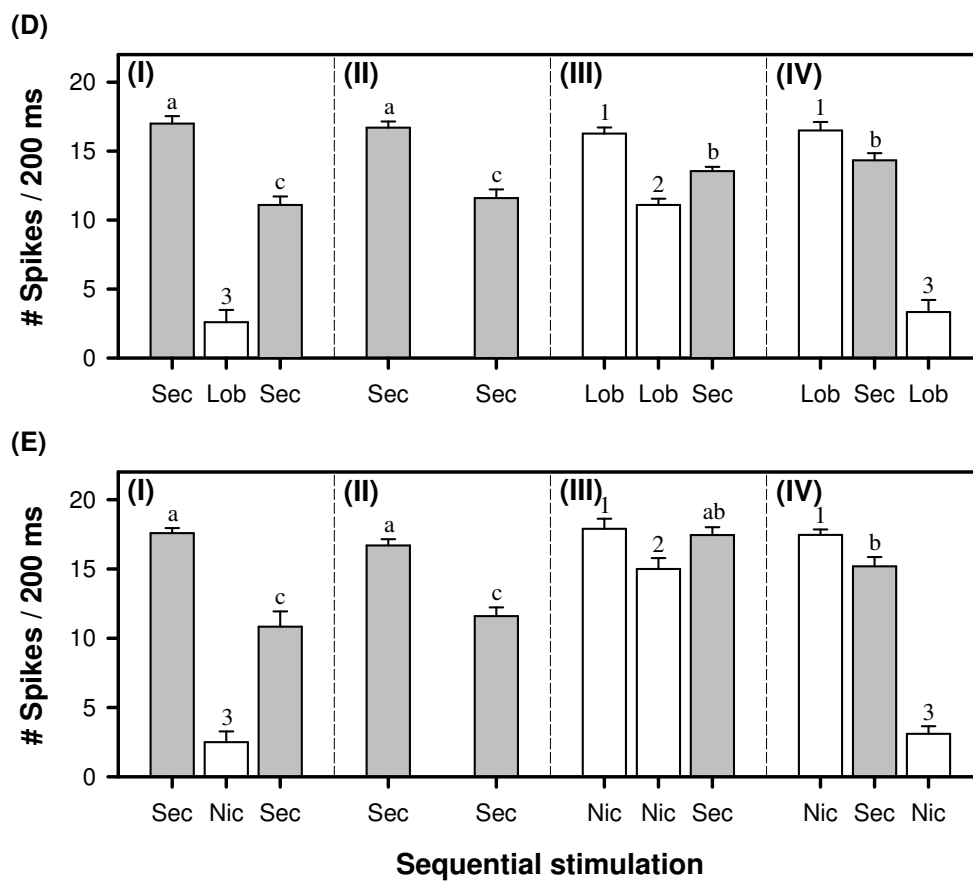 (D)
(I) (II) (III) (IV)
20
15
10
5
0
# Spikes / 200 ms
a 3 c a c 1 2 b 1 b 3
Sec Lob Sec Sec Sec Lob Lob Sec Lob Sec Lob
(E)
(I) (II) (III) (IV)
20
15
10
5
0
# Spikes / 200 ms
a 3 c a c 1 2 ab 1 b 3
Sec Nic Sec Sec Sec Nic Nic Sec Nic Sec Nic
Sequential stimulation